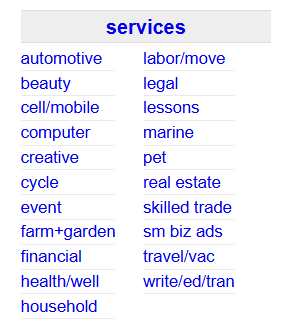 services
automotive
beauty
cell/mobile
computer
creative
cycle
event
farm+garden
financial
health/well
household
labor/move
legal
lessons
marine
pet
real estate
skilled trade
sm biz ads
travel/vac
write/ed/tran